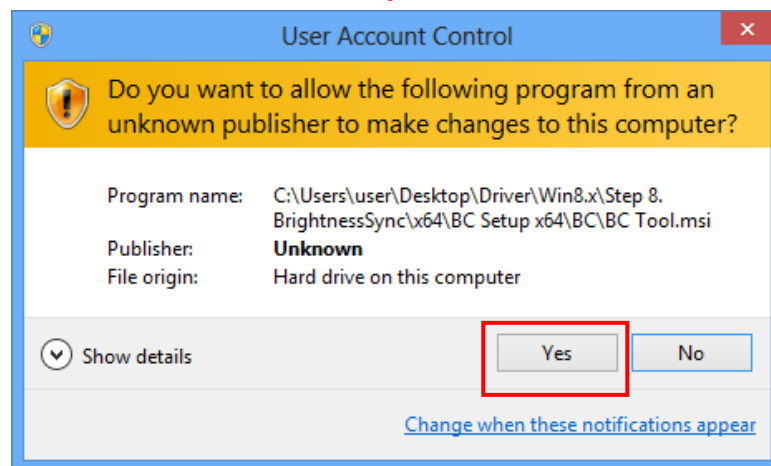 User Account Control
Do you want to allow the following program from an
unknown publisher to make changes to this computer?
Program name: C:\Users\user\Desktop\Driver\Win8.x\Step 8.
BrightnessSync\x64\BC Setup x64\BC\BC Tool.msi
Publisher: Unknown
File origin: Hard drive on this computer
Show details
Yes
No
Change when these notifications appear